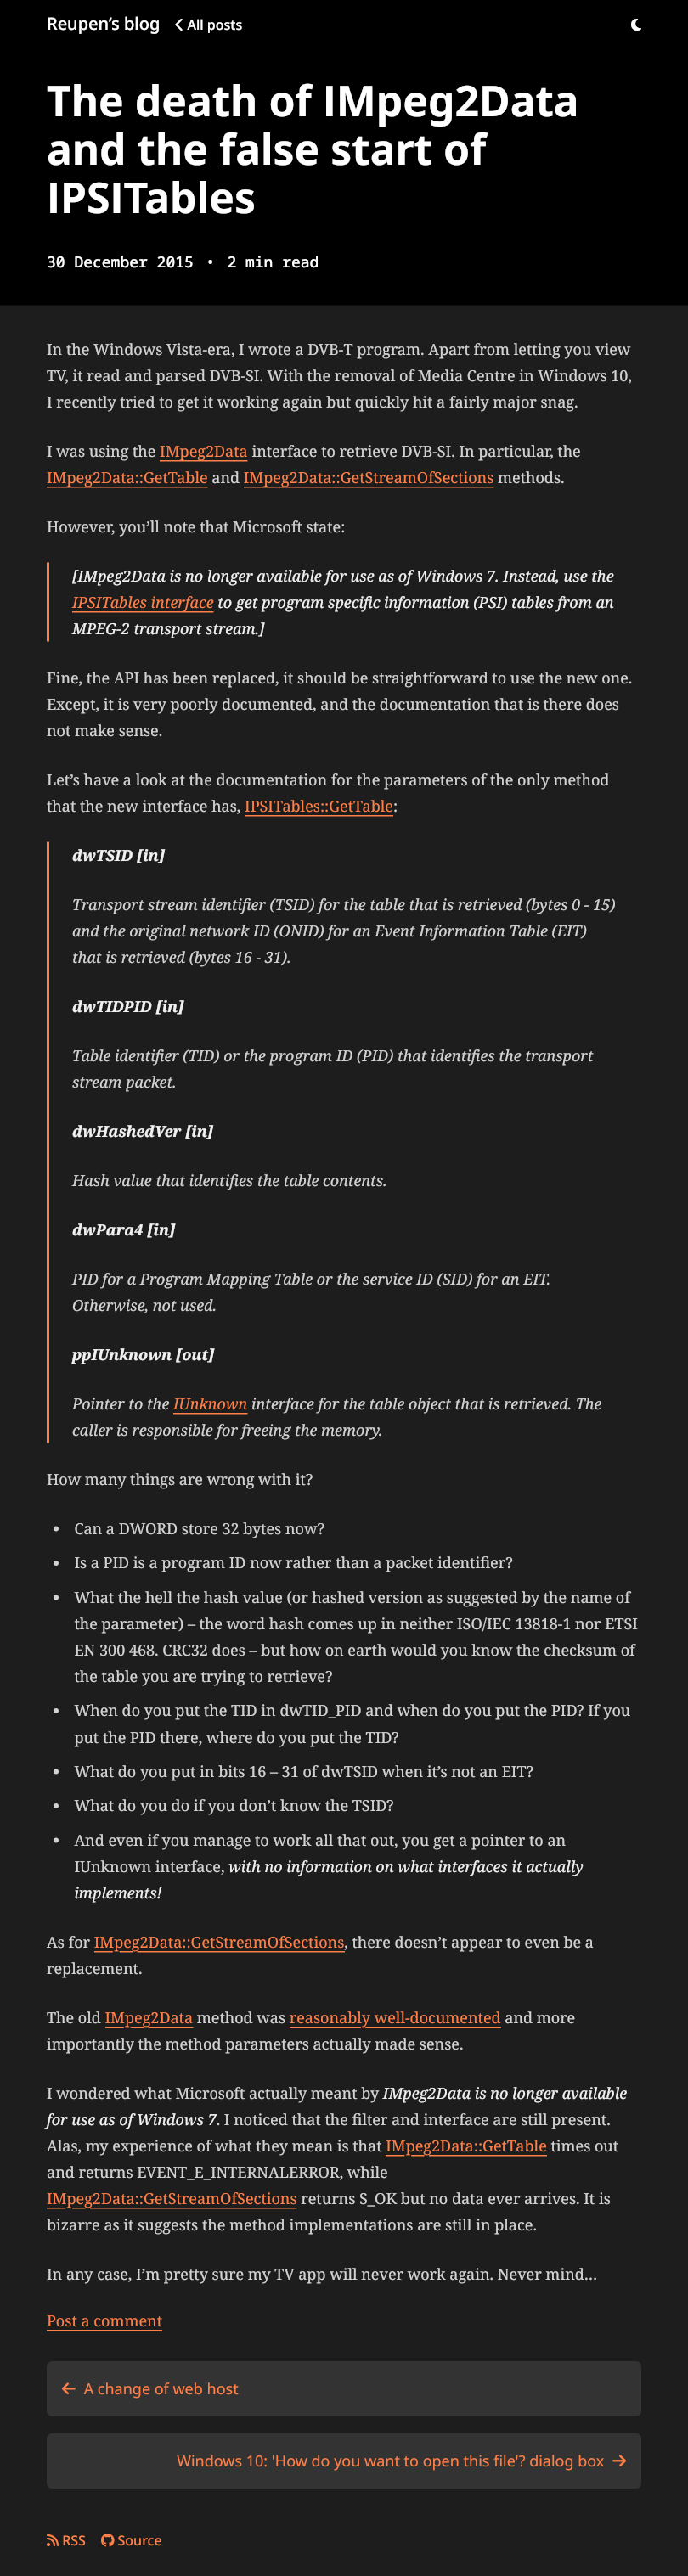 Reupen’s blog All posts
The death of IMpeg2Data
and the false start of
IPSITables
30 December 2015 • 2 min read
In the Windows Vista-era, I wrote a DVB-T program. Apart from letting you view
TV, it read and parsed DVB-SI. With the removal of Media Centre in Windows 10,
I recently tried to get it working again but quickly hit a fairly major snag.
I was using the IMpeg2Data interface to retrieve DVB-SI. In particular, the
IMpeg2Data::GetTable and IMpeg2Data::GetStreamOfSections methods.
However, you’ll note that Microsoft state:
[IMpeg2Data is no longer available for use as of Windows 7. Instead, use the
IPSITables interface to get program specific information (PSI) tables from an
MPEG-2 transport stream.]
Fine, the API has been replaced, it should be straightforward to use the new one.
Except, it is very poorly documented, and the documentation that is there does
not make sense.
Let’s have a look at the documentation for the parameters of the only method
that the new interface has, IPSITables::GetTable:
dwTSID [in]
Transport stream identifier (TSID) for the table that is retrieved (bytes 0 - 15)
and the original network ID (ONID) for an Event Information Table (EIT)
that is retrieved (bytes 16 - 31).
dwTIDPID [in]
Table identifier (TID) or the program ID (PID) that identifies the transport
stream packet.
dwHashedVer [in]
Hash value that identifies the table contents.
dwPara4 [in]
PID for a Program Mapping Table or the service ID (SID) for an EIT.
Otherwise, not used.
ppIUnknown [out]
Pointer to the IUnknown interface for the table object that is retrieved. The
caller is responsible for freeing the memory.
How many things are wrong with it?
• Can a DWORD store 32 bytes now?
• Is a PID is a program ID now rather than a packet identifier?
• What the hell the hash value (or hashed version as suggested by the name of
the parameter) – the word hash comes up in neither ISO/IEC 13818-1 nor ETSI
EN 300 468. CRC32 does – but how on earth would you know the checksum of
the table you are trying to retrieve?
• When do you put the TID in dwTID_PID and when do you put the PID? If you
put the PID there, where do you put the TID?
• What do you put in bits 16 – 31 of dwTSID when it’s not an EIT?
• What do you do if you don’t know the TSID?
• And even if you manage to work all that out, you get a pointer to an
IUnknown interface, with no information on what interfaces it actually
implements!
As for IMpeg2Data::GetStreamOfSections, there doesn’t appear to even be a
replacement.
The old IMpeg2Data method was reasonably well-documented and more
importantly the method parameters actually made sense.
I wondered what Microsoft actually meant by IMpeg2Data is no longer available
for use as of Windows 7. I noticed that the filter and interface are still present.
Alas, my experience of what they mean is that IMpeg2Data::GetTable times out
and returns EVENT_E_INTERNALERROR, while
IMpeg2Data::GetStreamOfSections returns S_OK but no data ever arrives. It is
bizarre as it suggests the method implementations are still in place.
In any case, I’m pretty sure my TV app will never work again. Never mind…
Post a comment
← A change of web host
Windows 10: 'How do you want to open this file'? dialog box →
RSS Source